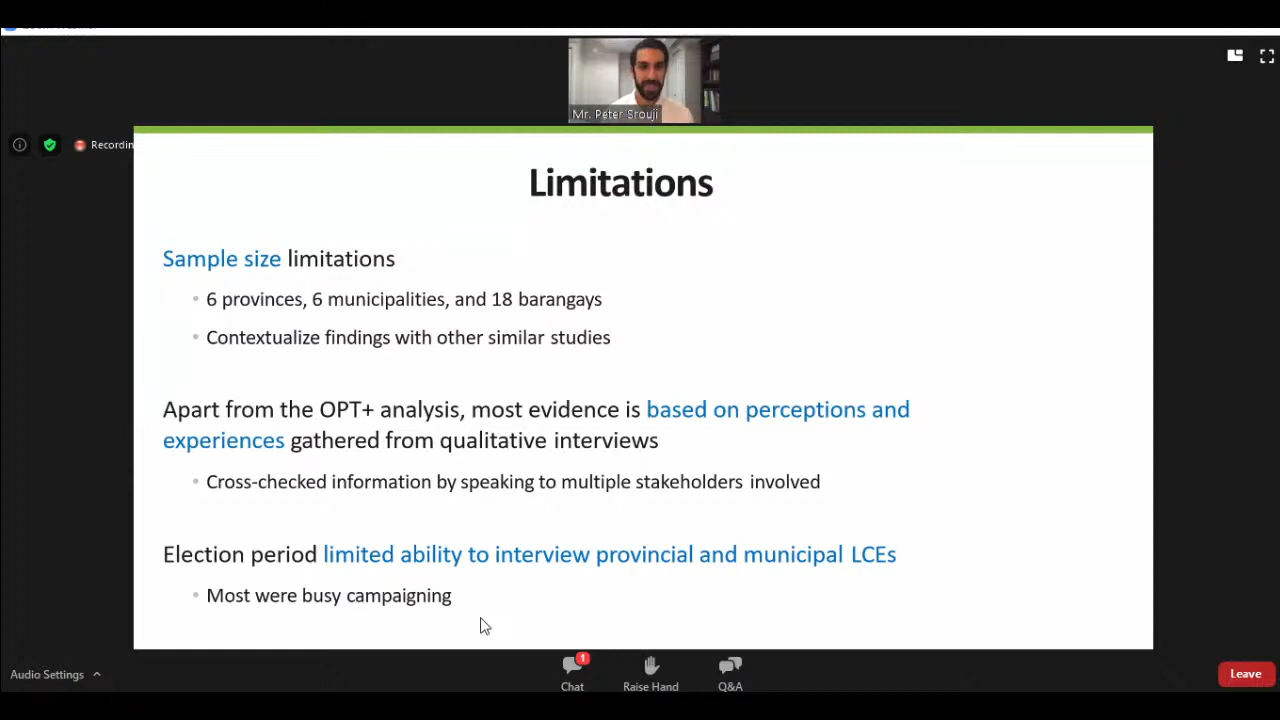 Mr. Peter Srouji
Recordin
Limitations
Sample size limitations
6 provinces, 6 municipalities, and 18 barangays
Contextualize findings with other similar studies
Apart from the OPT+ analysis, most evidence is based on perceptions and
experiences gathered from qualitative interviews
Cross-checked information by speaking to multiple stakeholders involved
Election period limited ability to interview provincial and municipal LCEs
Most were busy campaigning
Audio Settings
1
Chat
Raise Hand
Q&A
Leave